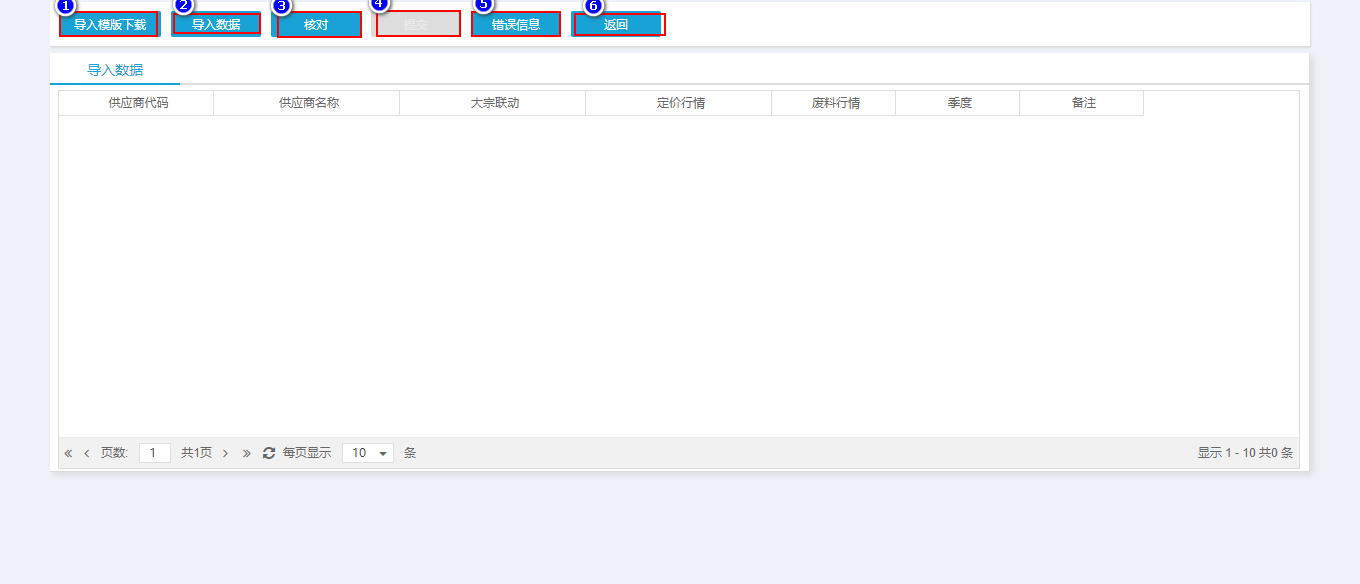 1 2 3 4 5 6
导入模版下载 导入数据 核对 提交 错误信息 返回
导入数据
供应商代码 供应商名称 大宗联动 定价行情 废料行情 季度 备注
« ‹ 页数: 1 共1页 › » 每页显示 10 条 显示 1 - 10 共0 条